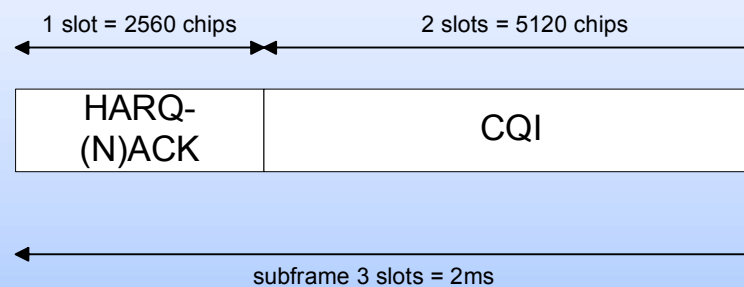 1 slot = 2560 chips
2 slots = 5120 chips
HARQ-
(N)ACK
CQI
subframe 3 slots = 2ms